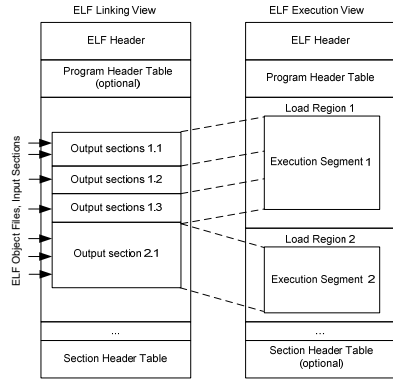 ELF Linking View
ELF Header
Program Header Table
(optional)
ELF Object Files, Input Sections
Output sections 1.1
Output sections 1.2
Output sections 1.3
Output section 2.1
...
Section Header Table
ELF Execution View
ELF Header
Program Header Table
Load Region 1
Execution Segment 1
Load Region 2
Execution Segment 2
...
Section Header Table
(optional)